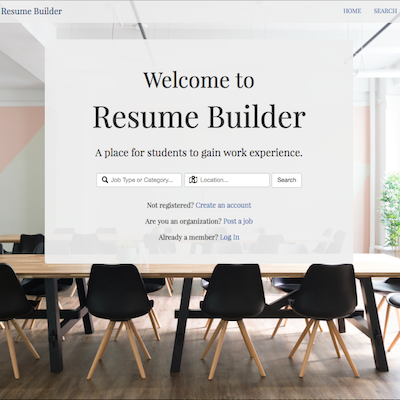 Resume Builder
HOME SEARCH
Welcome to
Resume Builder
A place for students to gain work experience.
Job Type or Category... Location... Search
Not registered? Create an account
Are you an organization? Post a job
Already a member? Log In